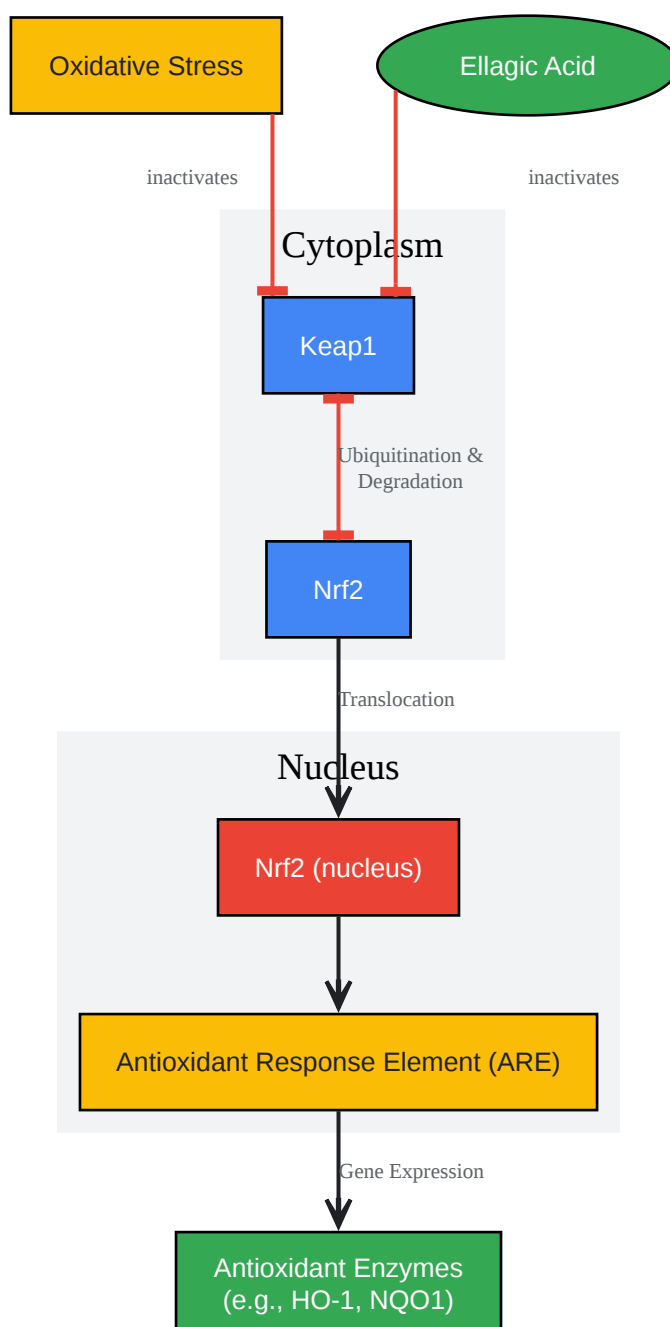 Oxidative Stress
Ellagic Acid
inactivates
inactivates
Cytoplasm
Keap1
Ubiquitination &
Degradation
Nrf2
Translocation
Nucleus
Nrf2 (nucleus)
Antioxidant Response Element (ARE)
Gene Expression
Antioxidant Enzymes
(e.g., HO-1, NQO1)